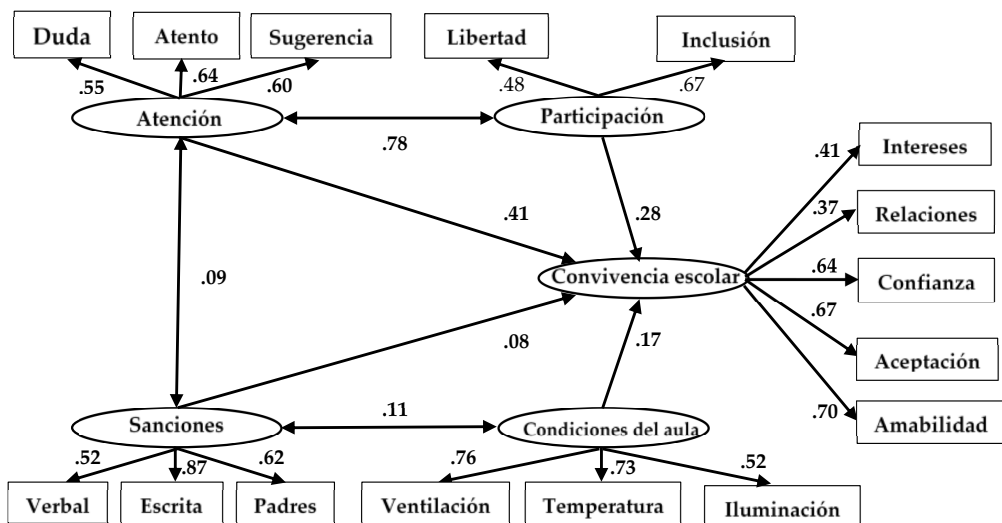 Duda
Atento
Sugerencia
Libertad
Inclusión
.55
.64
.60
.48
.67
Atención
Participación
.78
Intereses
.41
Relaciones
.37
.41
.28
Convivencia escolar
.64
Confianza
.09
.67
.08
.17
Aceptación
.70
Amabilidad
Sanciones
.11
Condiciones del aula
.52
.87
.62
.76
.73
.52
Verbal
Escrita
Padres
Ventilación
Temperatura
Iluminación